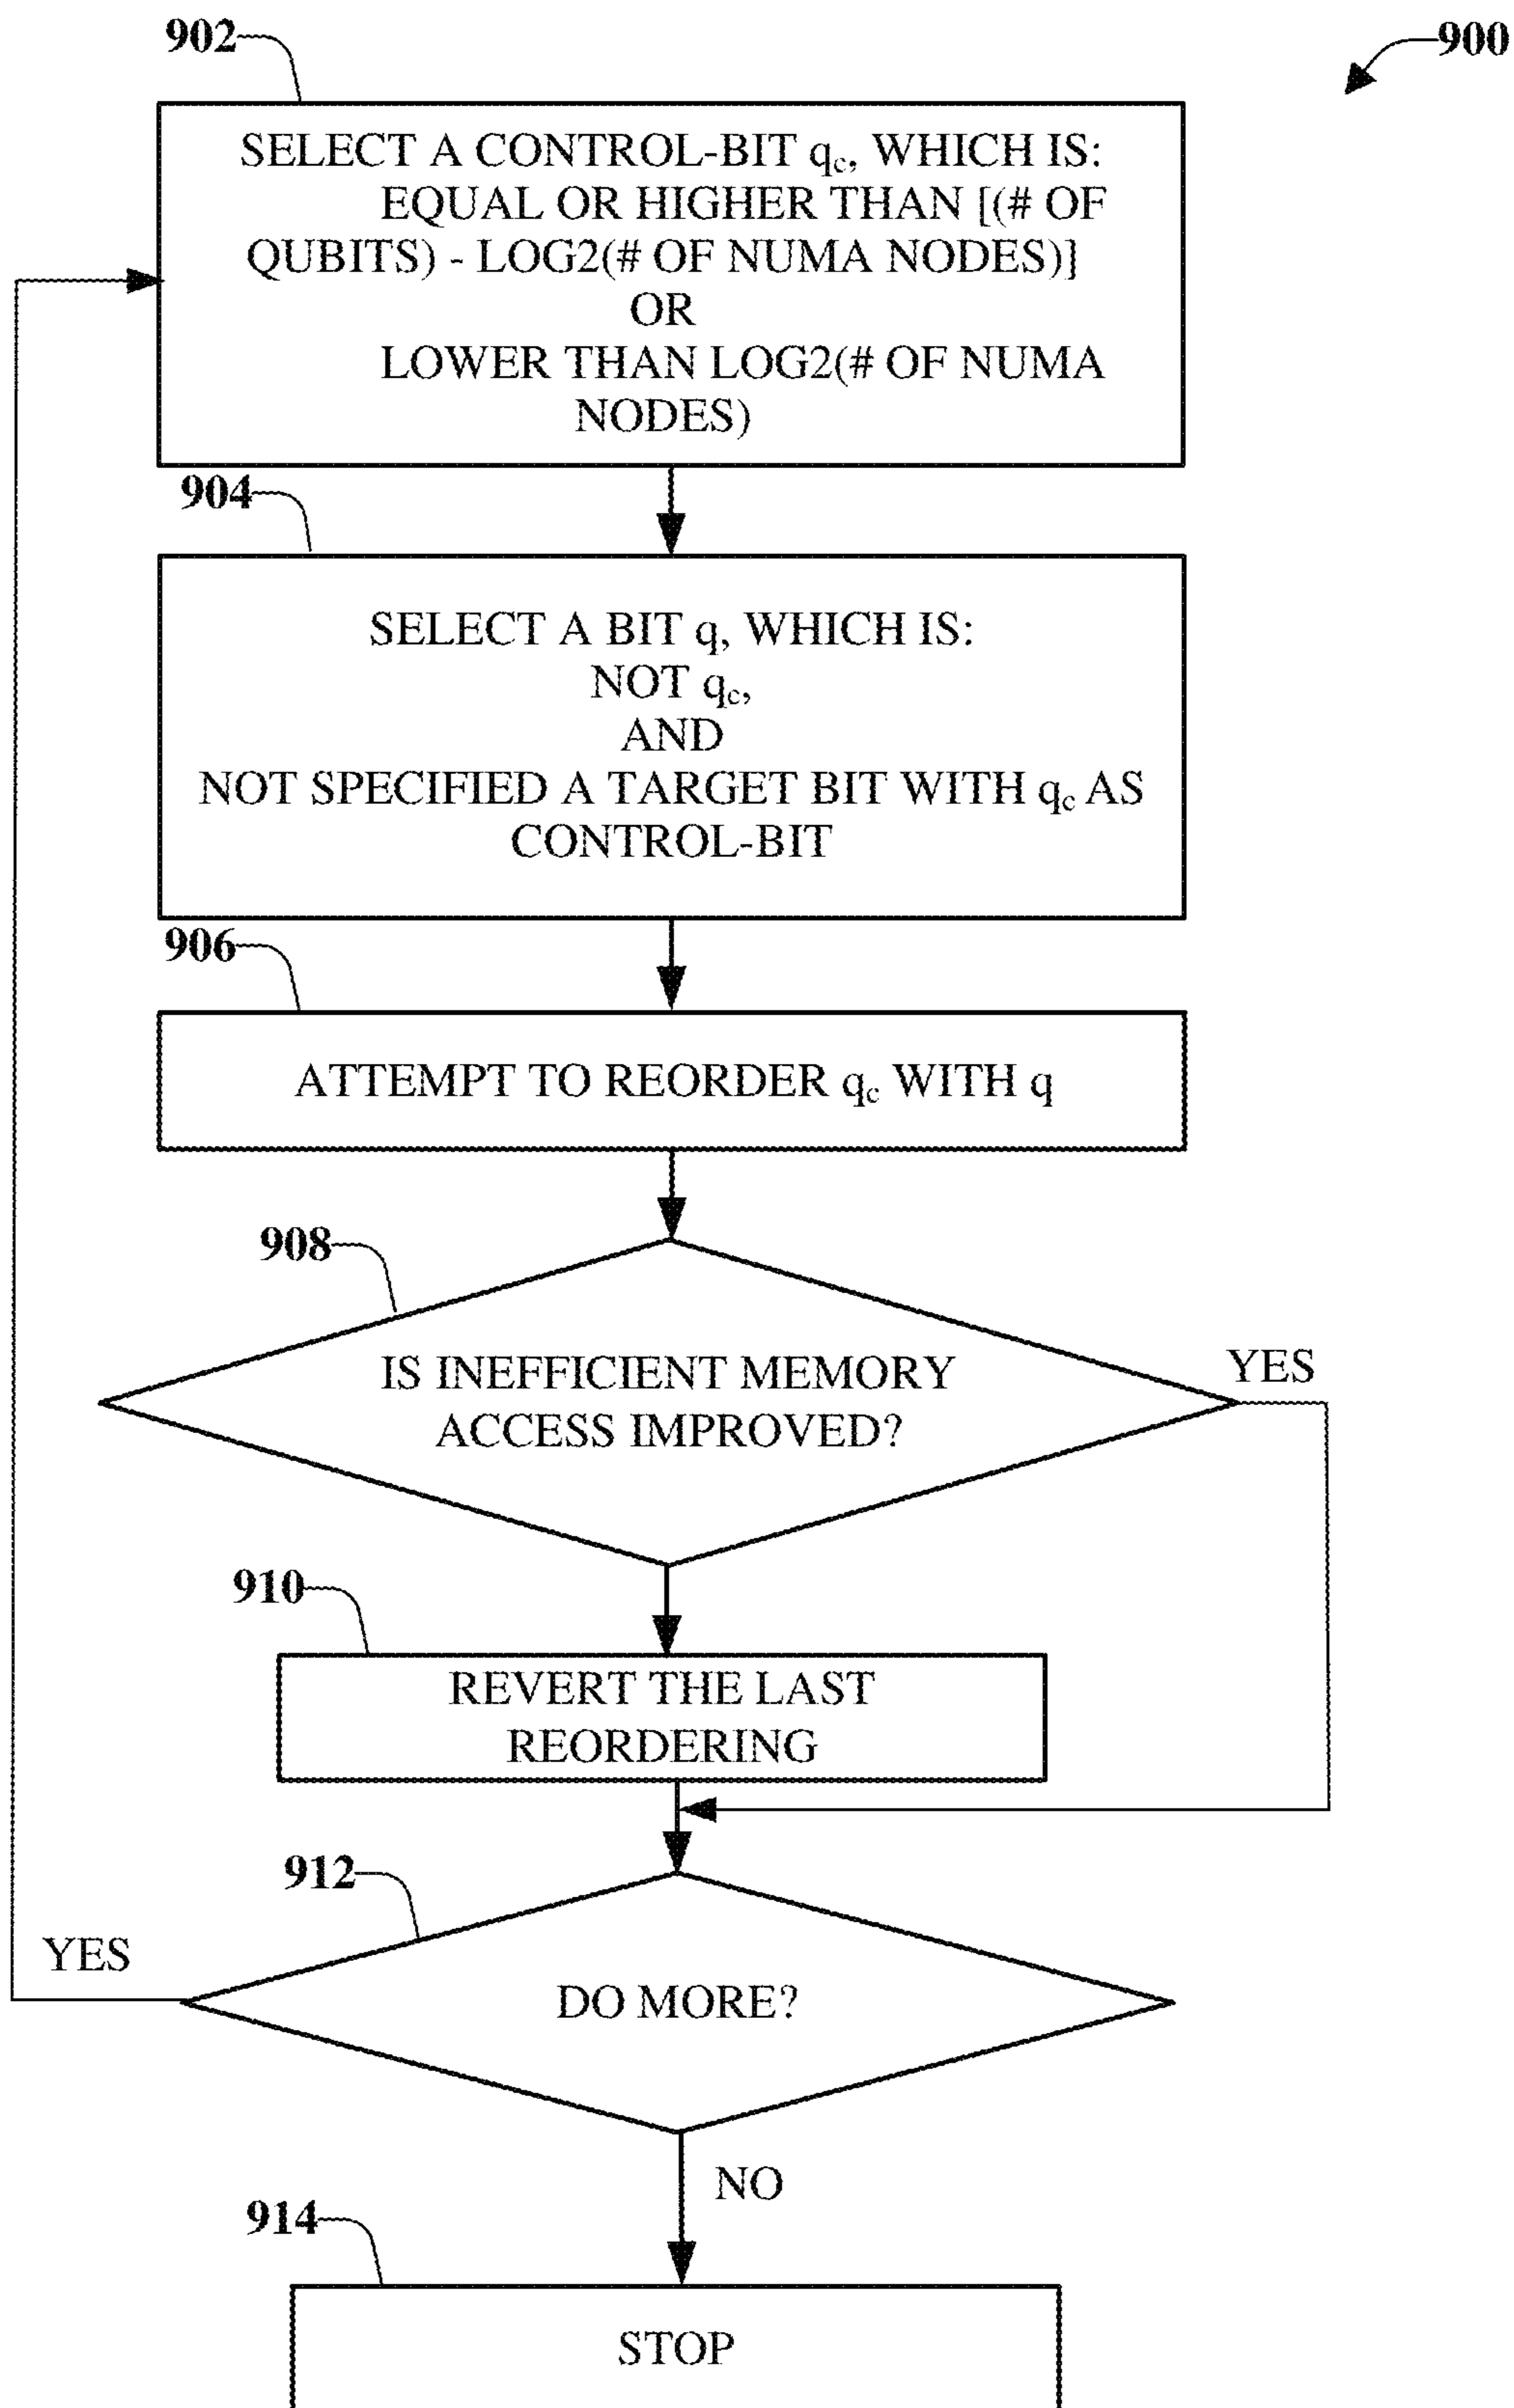 902
900
SELECT A CONTROL-BIT qc, WHICH IS:
EQUAL OR HIGHER THAN [(# OF
QUBITS) - LOG2(# OF NUMA NODES)]
OR
LOWER THAN LOG2(# OF NUMA
NODES)
904
SELECT A BIT q, WHICH IS:
NOT qc,
AND
NOT SPECIFIED A TARGET BIT WITH qc AS
CONTROL-BIT
906
ATTEMPT TO REORDER qc WITH q
908
IS INEFFICIENT MEMORY
ACCESS IMPROVED?
YES
910
REVERT THE LAST
REORDERING
912
YES
DO MORE?
NO
914
STOP